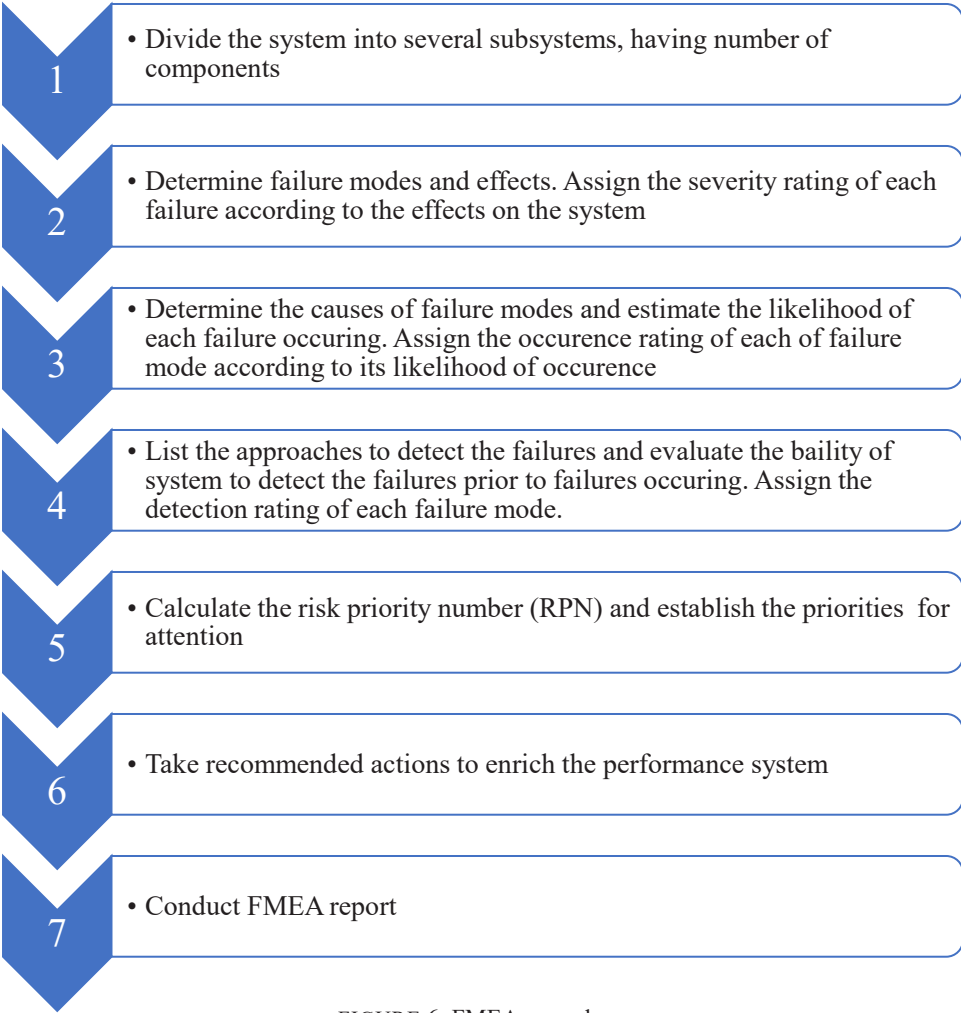 1
• Divide the system into several subsystems, having number of
components
2
• Determine failure modes and effects. Assign the severity rating of each
failure according to the effects on the system
3
• Determine the causes of failure modes and estimate the likelihood of
each failure occuring. Assign the occurence rating of each of failure
mode according to its likelihood of occurence
4
• List the approaches to detect the failures and evaluate the baility of
system to detect the failures prior to failures occuring. Assign the
detection rating of each failure mode.
5
• Calculate the risk priority number (RPN) and establish the priorities for
attention
6
• Take recommended actions to enrich the performance system
7
• Conduct FMEA report
FIGURE 6. FMEA